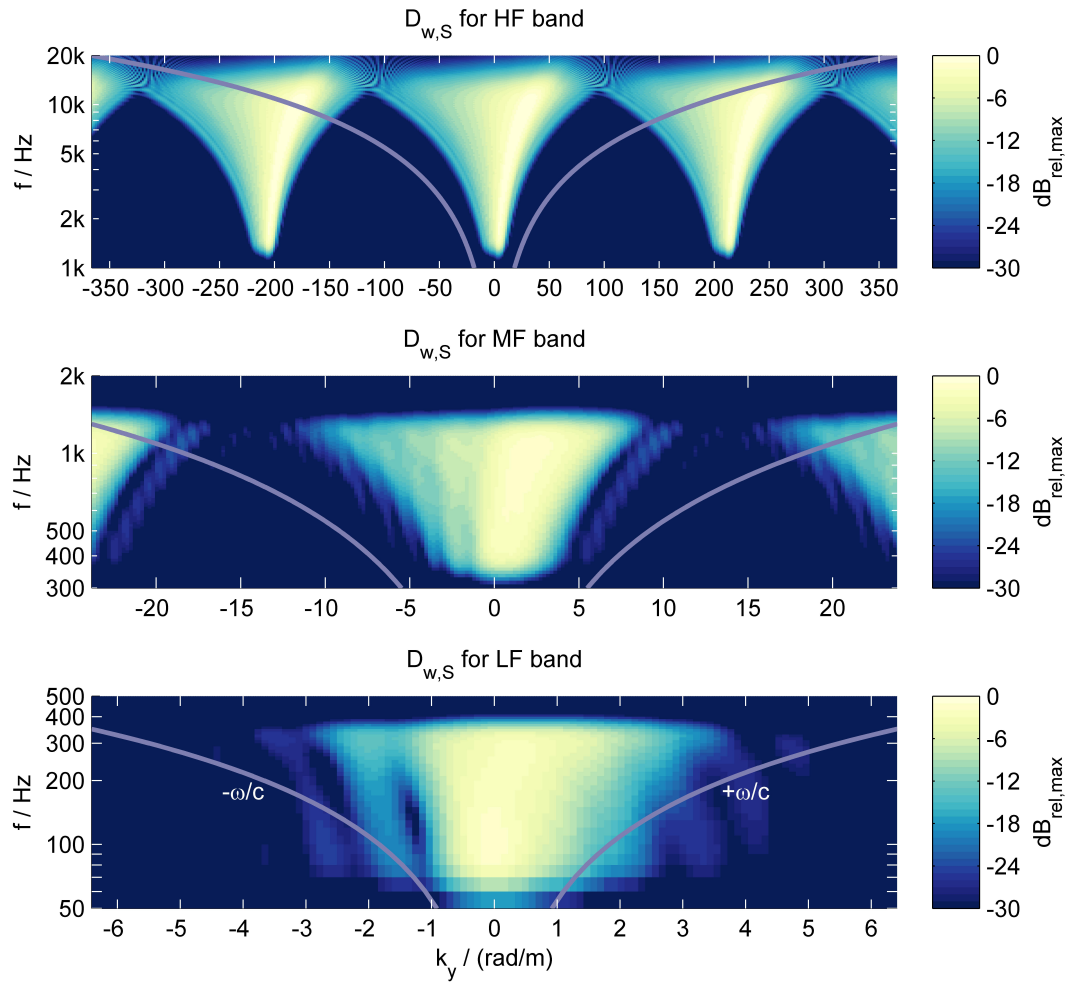 D_w,S for HF band
20k
10k
5k
2k
1k
f / Hz
-350 -300 -250 -200 -150 -100 -50 0 50 100 150 200 250 300 350
0
-6
-12
-18
-24
-30
dB_rel,max
D_w,S for MF band
2k
1k
500
400
300
f / Hz
-20 -15 -10 -5 0 5 10 15 20
0
-6
-12
-18
-24
-30
dB_rel,max
D_w,S for LF band
500
400
300
200
100
50
f / Hz
-ω/c +ω/c
-6 -5 -4 -3 -2 -1 0 1 2 3 4 5 6
k_y / (rad/m)
0
-6
-12
-18
-24
-30
dB_rel,max